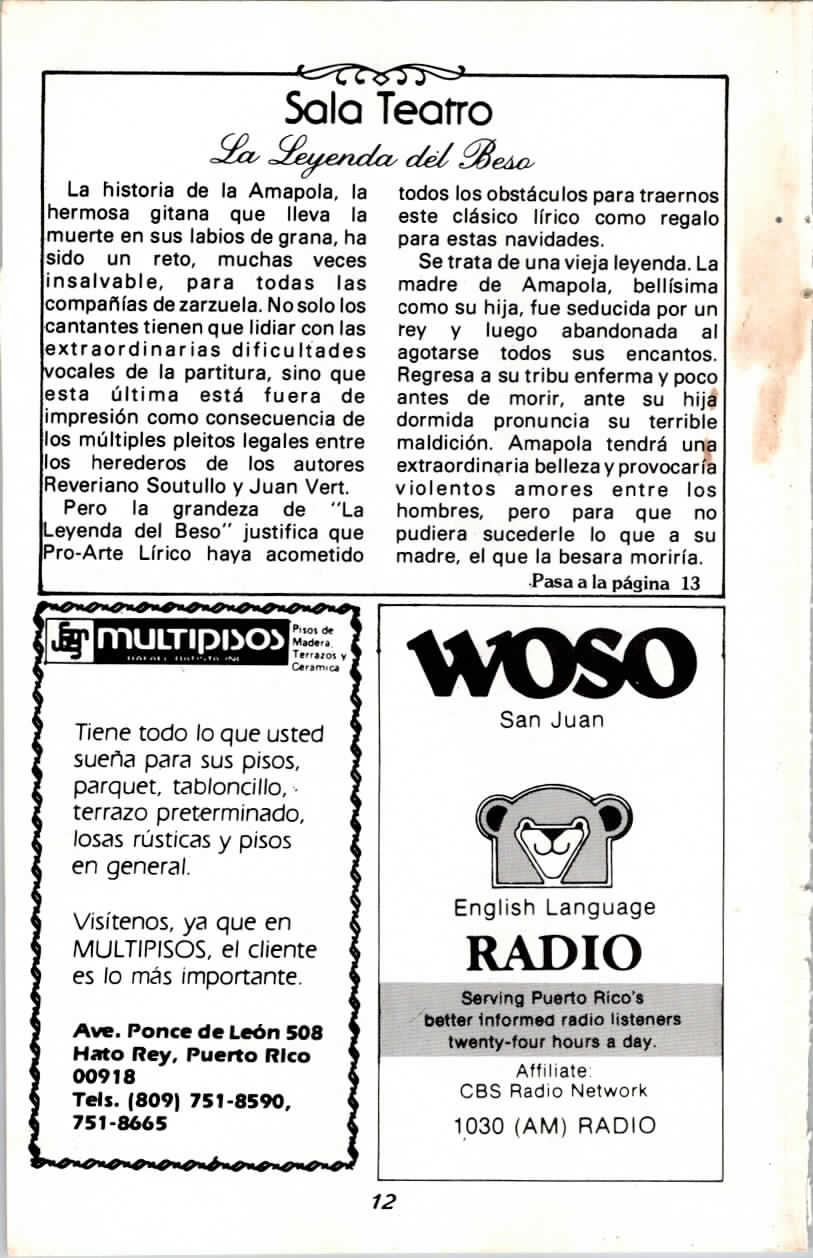 Sala Teatro
La Leyenda del Beso
La historia de la Amapola, la
hermosa gitana que lleva la
muerte en sus labios de grana, ha
sido un reto, muchas veces
insalvable, para todas las
compañías de zarzuela. No solo los
cantantes tienen que lidiar con las
extraordinarias dificultades
vocales de la partitura, sino que
esta última está fuera de
impresión como consecuencia de
los múltiples pleitos legales entre
los herederos de los autores
Reveriano Soutullo y Juan Vert.
Pero la grandeza de "La
Leyenda del Beso" justifica que
Pro-Arte Lírico haya acometido
todos los obstáculos para traernos
este clásico lírico como regalo
para estas navidades.
Se trata de una vieja leyenda. La
madre de Amapola, bellísima
como su hija, fue seducida por un
rey y luego abandonada al
agotarse todos sus encantos.
Regresa a su tribu enferma y poco
antes de morir, ante su hija
dormida pronuncia su terrible
maldición. Amapola tendrá una
extraordinaria belleza y provocaría
violentos amores entre los
hombres, pero para que no
pudiera sucederle lo que a su
madre, el que la besara moriría.
Pasa a la página 13
MULTIPISOS
RAFAEL BATISTA INC
Pisos de
Madera,
Terrazos y
Ceramica
Tiene todo lo que usted
sueña para sus pisos,
parquet, tabloncillo,
terrazo preterminado,
losas rústicas y pisos
en general.
Visítenos, ya que en
MULTIPISOS, el cliente
es lo más importante.
Ave. Ponce de León 508
Hato Rey, Puerto Rico
00918
Tels. (809) 751-8590,
751-8665
WOSO
San Juan
English Language
RADIO
Serving Puerto Rico's
better informed radio listeners
twenty-four hours a day.
Affiliate:
CBS Radio Network
1030 (AM) RADIO
12